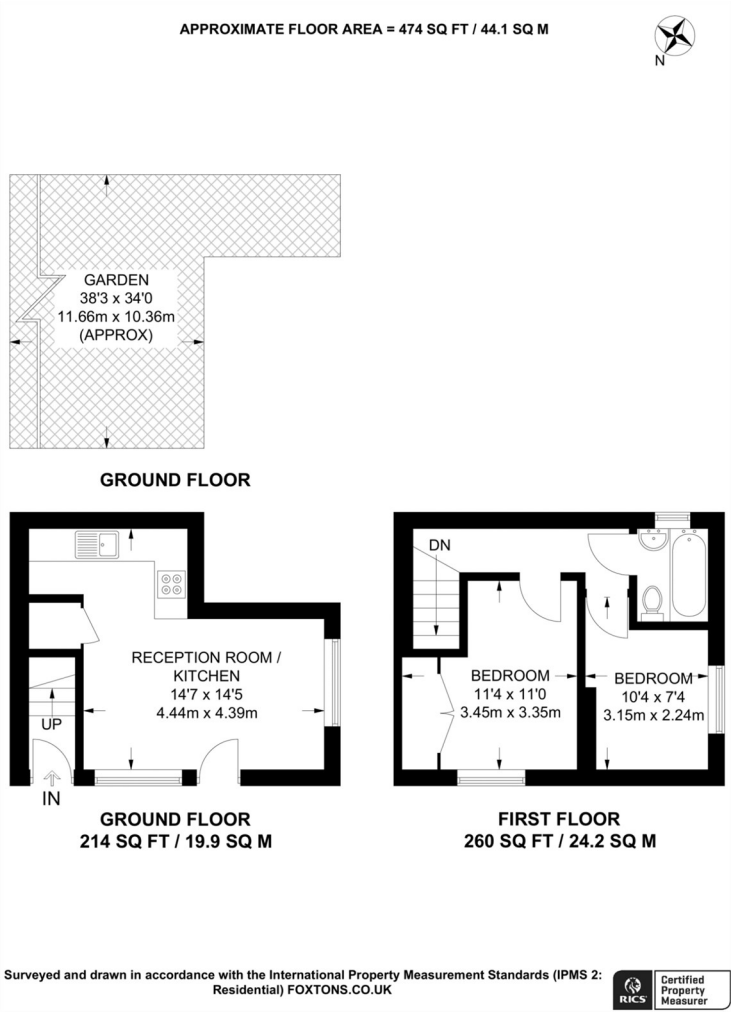 APPROXIMATE FLOOR AREA = 474 SQ FT / 44.1 SQ M
N
GARDEN
38'3 x 34'0
11.66m x 10.36m
(APPROX)
GROUND FLOOR
RECEPTION ROOM /
KITCHEN
14'7 x 14'5
4.44m x 4.39m
UP
IN
GROUND FLOOR
214 SQ FT / 19.9 SQ M
DN
BEDROOM
11'4 x 11'0
3.45m x 3.35m
BEDROOM
10'4 x 7'4
3.15m x 2.24m
FIRST FLOOR
260 SQ FT / 24.2 SQ M
Surveyed and drawn in accordance with the International Property Measurement Standards (IPMS 2:
Residential) FOXTONS.CO.UK
RICS
Certified
Property
Measurer